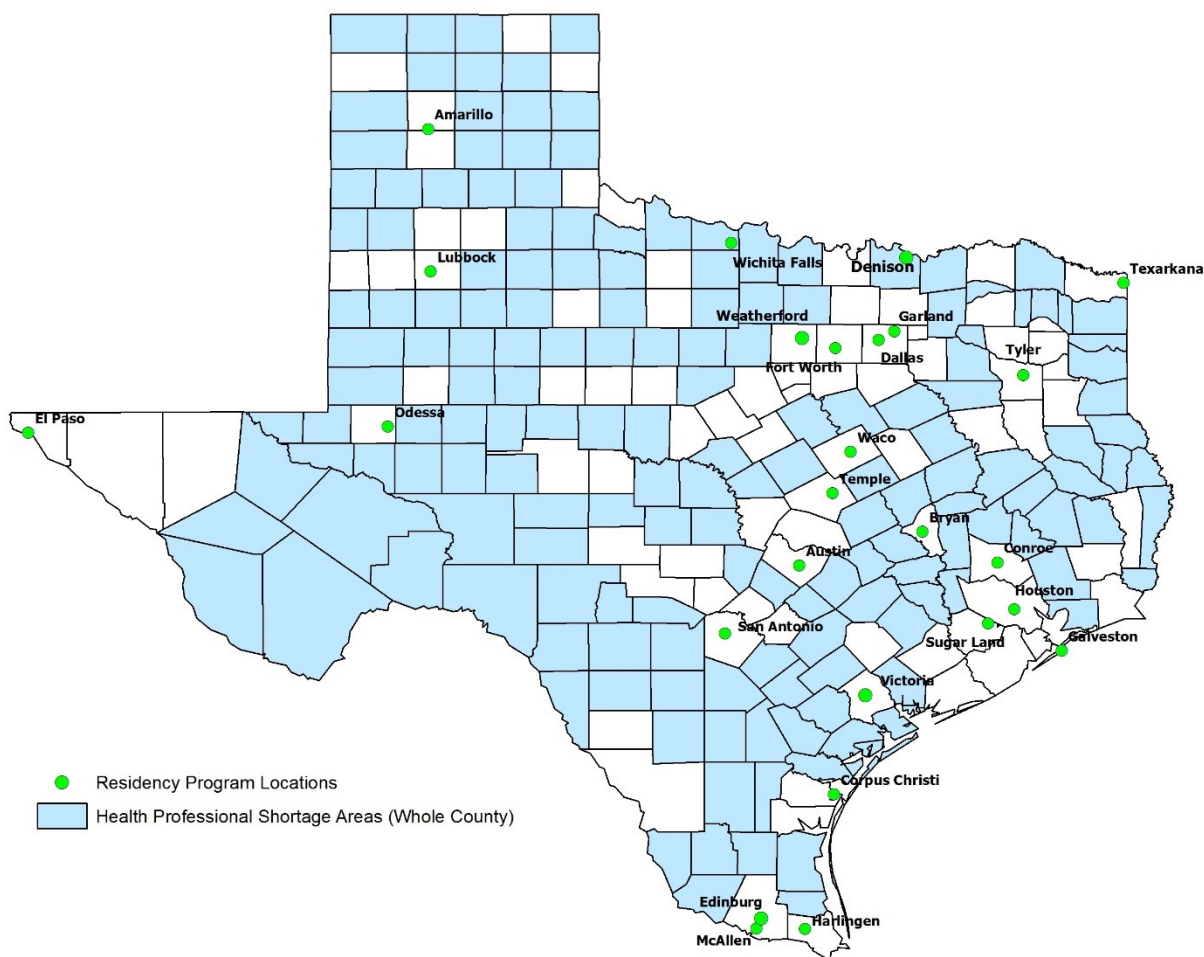 Amarillo
Lubbock
Wichita Falls
Denison
Texarkana
Weatherford
Garland
Fort Worth
Dallas
Tyler
El Paso
Odessa
Waco
Temple
Bryan
Austin
Conroe
Houston
San Antonio
Sugar Land
Galveston
Victoria
Residency Program Locations
Corpus Christi
Health Professional Shortage Areas (Whole County)
Edinburg
Harlingen
McAllen